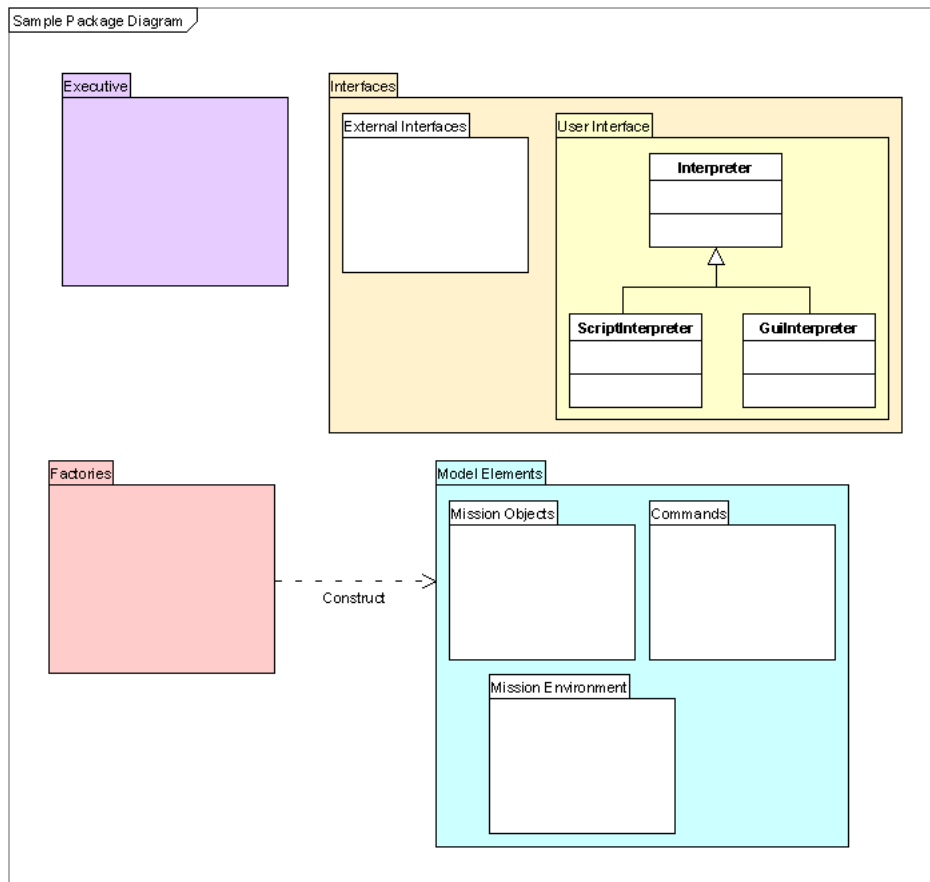 Sample Package Diagram
Executive
Interfaces
External Interfaces
User Interface
Interpreter
ScriptInterpreter
GuiInterpreter
Factories
Model Elements
Mission Objects
Commands
Construct
Mission Environment